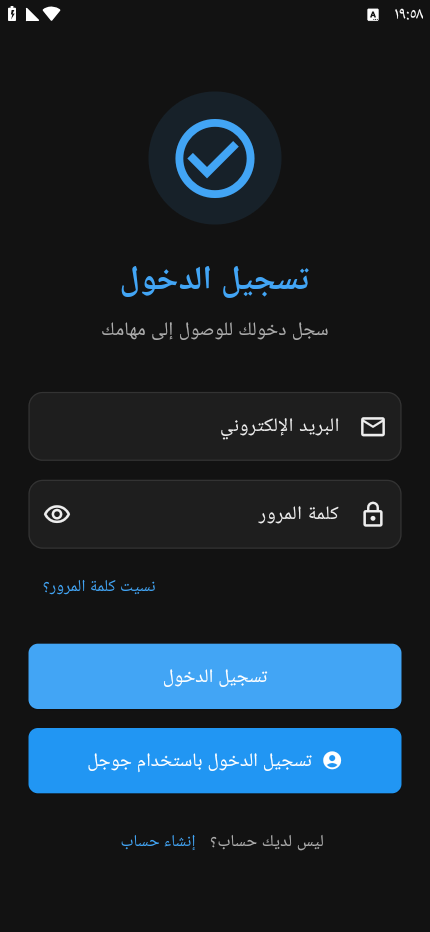 ١٩:٥٨
A
تسجيل الدخول
سجل دخولك للوصول إلى مهامك
البريد الإلكتروني
كلمة المرور
نسيت كلمة المرور؟
تسجيل الدخول
تسجيل الدخول باستخدام جوجل
ليس لديك حساب؟ إنشاء حساب